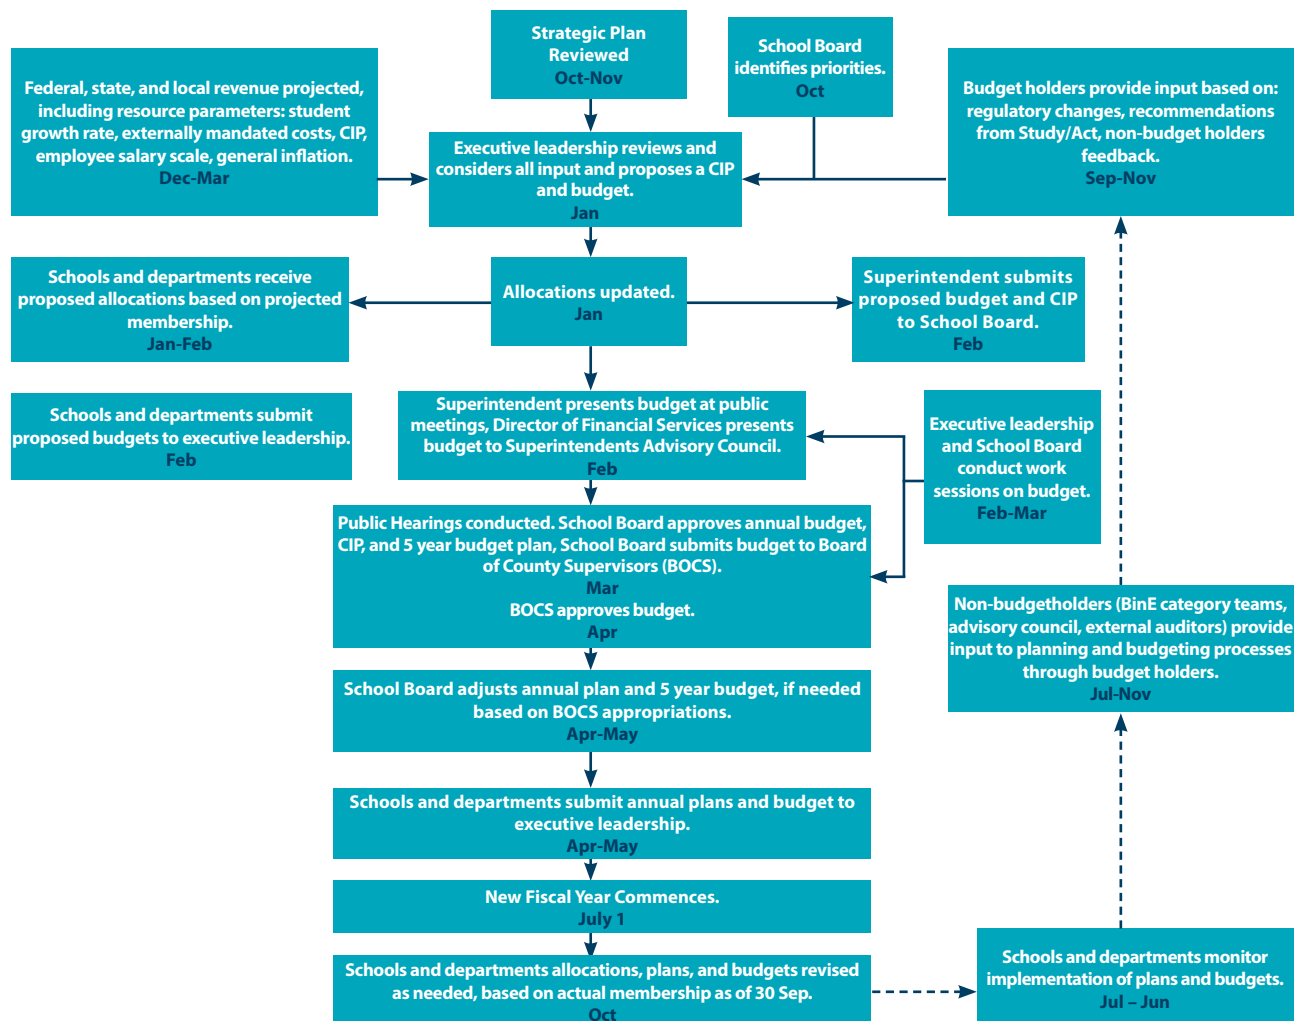 Strategic Plan
Reviewed
Oct-Nov
School Board
identifies priorities.
Oct
Federal, state, and local revenue projected,
including resource parameters: student
growth rate, externally mandated costs, CIP,
employee salary scale, general inflation.
Dec-Mar
Budget holders provide input based on:
regulatory changes, recommendations
from Study/Act, non-budget holders
feedback.
Sep-Nov
Executive leadership reviews and
considers all input and proposes a CIP
and budget.
Jan
Schools and departments receive
proposed allocations based on projected
membership.
Jan-Feb
Allocations updated.
Jan
Superintendent submits
proposed budget and CIP
to School Board.
Feb
Schools and departments submit
proposed budgets to executive leadership.
Feb
Superintendent presents budget at public
meetings, Director of Financial Services presents
budget to Superintendents Advisory Council.
Feb
Executive leadership
and School Board
conduct work
sessions on budget.
Feb-Mar
Public Hearings conducted. School Board approves annual budget,
CIP, and 5 year budget plan, School Board submits budget to Board
of County Supervisors (BOCS).
Mar
BOCS approves budget.
Apr
Non-budgetholders (BinE category teams,
advisory council, external auditors) provide
input to planning and budgeting processes
through budget holders.
Jul-Nov
School Board adjusts annual plan and 5 year budget, if needed
based on BOCS appropriations.
Apr-May
Schools and departments submit annual plans and budget to
executive leadership.
Apr-May
New Fiscal Year Commences.
July 1
Schools and departments allocations, plans, and budgets revised
as needed, based on actual membership as of 30 Sep.
Oct
Schools and departments monitor
implementation of plans and budgets.
Jul – Jun